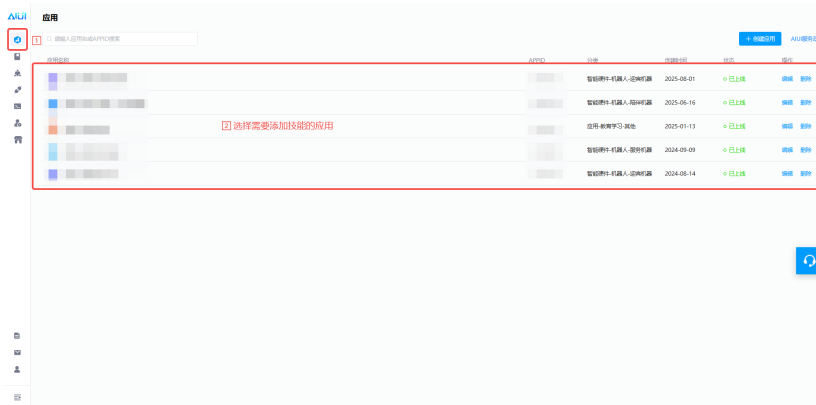 AIUI
应用
1
请输入应用名或APPID搜索
+ 创建应用
AIUI服务
应用名称 APPID 分类 创建时间 状态 操作
智能硬件-机器人-迎宾机器 2025-08-01 已上线 编辑 删除
智能硬件-机器人-陪伴机器 2025-06-16 已上线 编辑 删除
2 选择需要添加技能的应用
应用-教育学习-其他 2025-01-13 已上线 编辑 删除
智能硬件-机器人-服务机器 2024-09-09 已上线 编辑 删除
智能硬件-机器人-迎宾机器 2024-08-14 已上线 编辑 删除